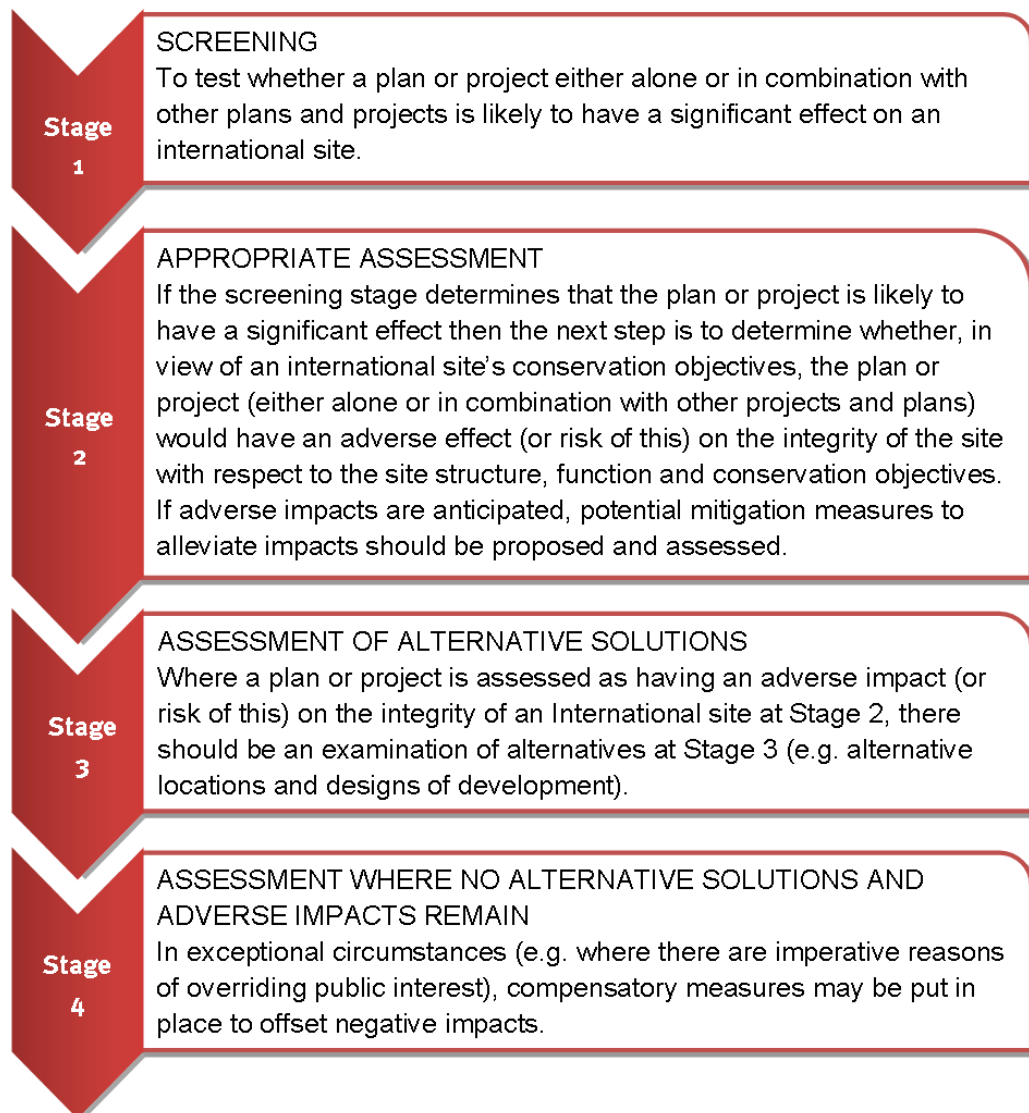 SCREENING
To test whether a plan or project either alone or in combination with
other plans and projects is likely to have a significant effect on an
international site.
Stage
1
APPROPRIATE ASSESSMENT
If the screening stage determines that the plan or project is likely to
have a significant effect then the next step is to determine whether, in
view of an international site’s conservation objectives, the plan or
project (either alone or in combination with other projects and plans)
would have an adverse effect (or risk of this) on the integrity of the site
with respect to the site structure, function and conservation objectives.
If adverse impacts are anticipated, potential mitigation measures to
alleviate impacts should be proposed and assessed.
Stage
2
ASSESSMENT OF ALTERNATIVE SOLUTIONS
Where a plan or project is assessed as having an adverse impact (or
risk of this) on the integrity of an International site at Stage 2, there
should be an examination of alternatives at Stage 3 (e.g. alternative
locations and designs of development).
Stage
3
ASSESSMENT WHERE NO ALTERNATIVE SOLUTIONS AND
ADVERSE IMPACTS REMAIN
In exceptional circumstances (e.g. where there are imperative reasons
of overriding public interest), compensatory measures may be put in
place to offset negative impacts.
Stage
4